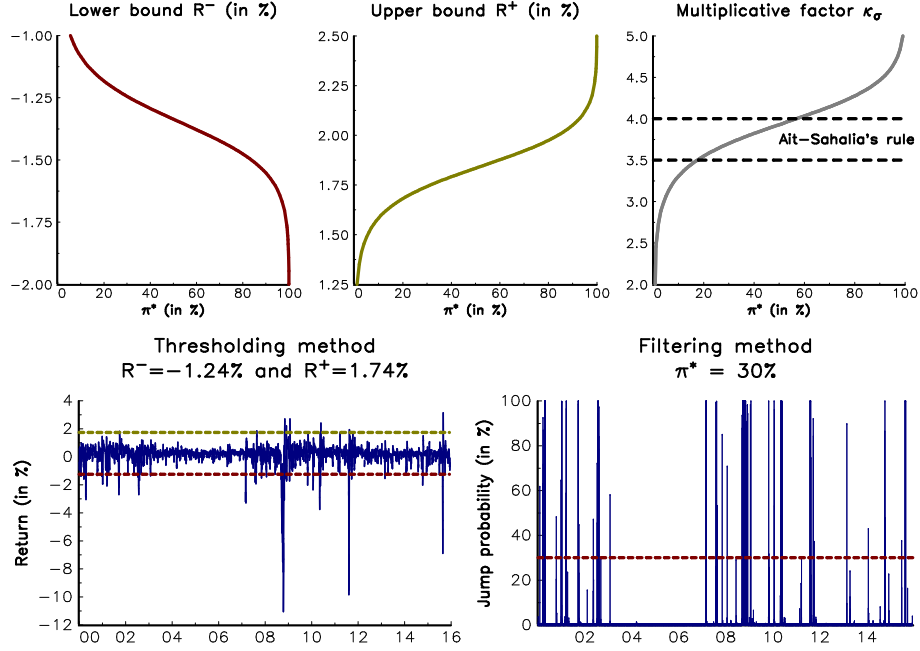 Lower bound R⁻ (in %)
Upper bound R⁺ (in %)
Multiplicative factor κσ
−1.00
−1.25
−1.50
−1.75
−2.00
0 20 40 60 80 100
π* (in %)
2.50
2.25
2.00
1.75
1.50
1.25
0 20 40 60 80 100
π* (in %)
5.0
4.5
4.0
3.5
3.0
2.5
2.0
Ait−Sahalia's rule
0 20 40 60 80 100
π* (in %)
Thresholding method
R⁻=−1.24% and R⁺=1.74%
Return (in %)
4
2
0
−2
−4
−6
−8
−10
−12
00 02 04 06 08 10 12 14 16
Filtering method
π* = 30%
Jump probability (in %)
100
80
60
40
20
0
02 04 06 08 10 12 14